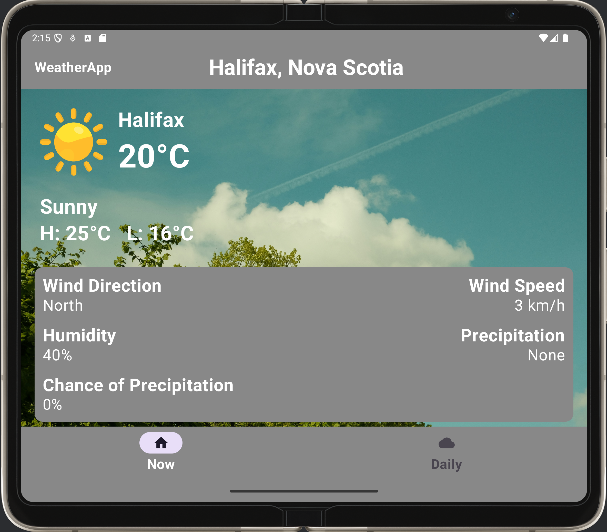 2:15
WeatherApp
Halifax, Nova Scotia
Halifax
20°C
Sunny
H: 25°C L: 16°C
Wind Direction
North
Wind Speed
3 km/h
Humidity
40%
Precipitation
None
Chance of Precipitation
0%
Now
Daily